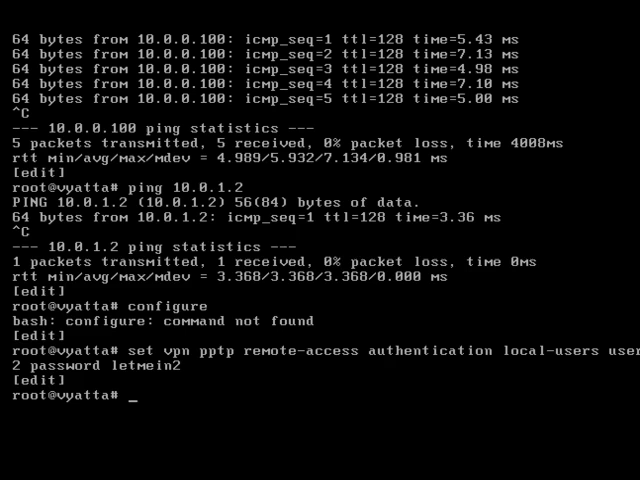 64 bytes from 10.0.0.100: icmp_seq=1 ttl=128 time=5.43 ms
64 bytes from 10.0.0.100: icmp_seq=2 ttl=128 time=7.13 ms
64 bytes from 10.0.0.100: icmp_seq=3 ttl=128 time=4.98 ms
64 bytes from 10.0.0.100: icmp_seq=4 ttl=128 time=7.10 ms
64 bytes from 10.0.0.100: icmp_seq=5 ttl=128 time=5.00 ms
^C
--- 10.0.0.100 ping statistics ---
5 packets transmitted, 5 received, 0% packet loss, time 4008ms
rtt min/avg/max/mdev = 4.989/5.932/7.134/0.981 ms
[edit]
root@vyatta# ping 10.0.1.2
PING 10.0.1.2 (10.0.1.2) 56(84) bytes of data.
64 bytes from 10.0.1.2: icmp_seq=1 ttl=128 time=3.36 ms
^C
--- 10.0.1.2 ping statistics ---
1 packets transmitted, 1 received, 0% packet loss, time 0ms
rtt min/avg/max/mdev = 3.368/3.368/3.368/0.000 ms
[edit]
root@vyatta# configure
bash: configure: command not found
[edit]
root@vyatta# set vpn pptp remote-access authentication local-users user
2 password letmein2
[edit]
root@vyatta# _